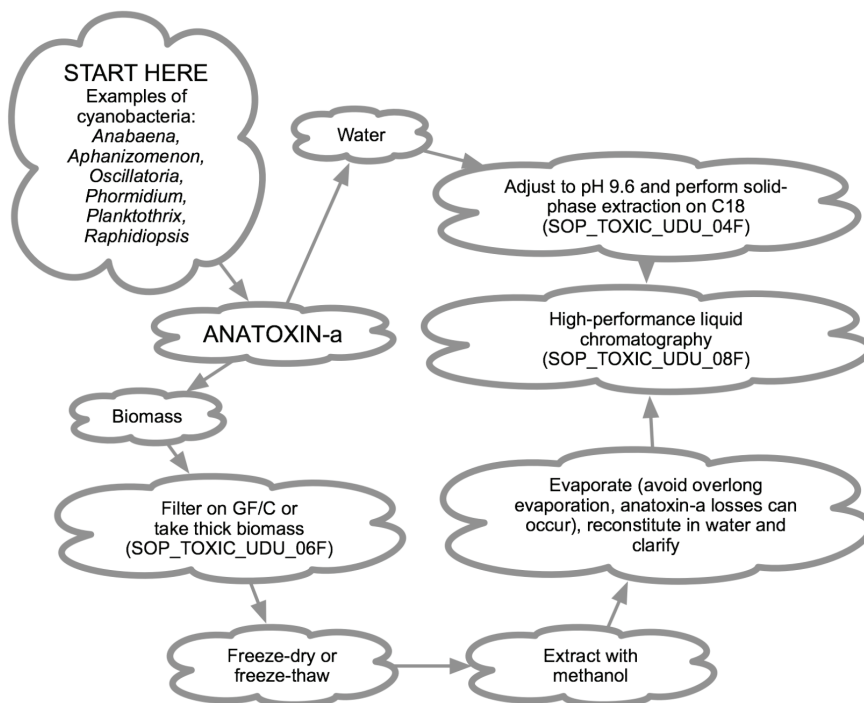 START HERE
Examples of
cyanobacteria:
Anabaena,
Aphanizomenon,
Oscillatoria,
Phormidium,
Planktothrix,
Raphidiopsis
Water
Adjust to pH 9.6 and perform solid-
phase extraction on C18
(SOP_TOXIC_UDU_04F)
ANATOXIN-a
High-performance liquid
chromatography
(SOP_TOXIC_UDU_08F)
Biomass
Filter on GF/C or
take thick biomass
(SOP_TOXIC_UDU_06F)
Evaporate (avoid overlong
evaporation, anatoxin-a losses can
occur), reconstitute in water and
clarify
Freeze-dry or
freeze-thaw
Extract with
methanol